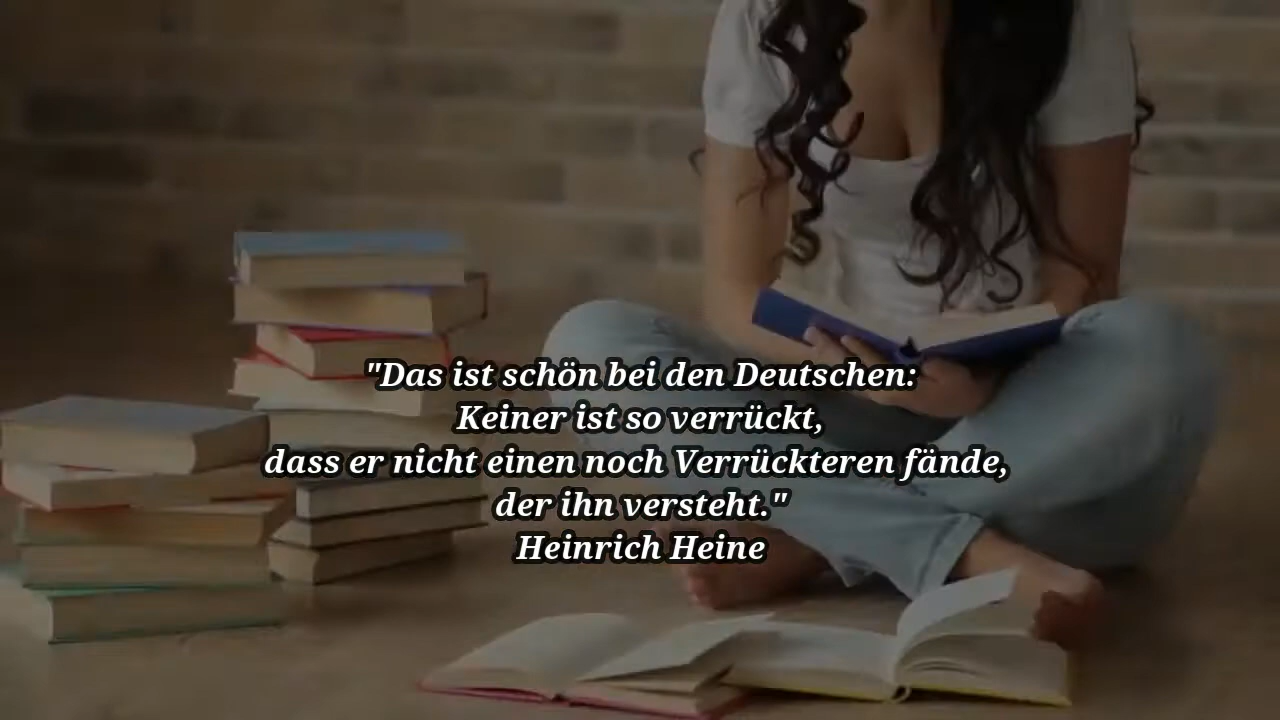 "Das ist schön bei den Deutschen:
Keiner ist so verrückt,
dass er nicht einen noch Verrückteren fände,
der ihn versteht."
Heinrich Heine